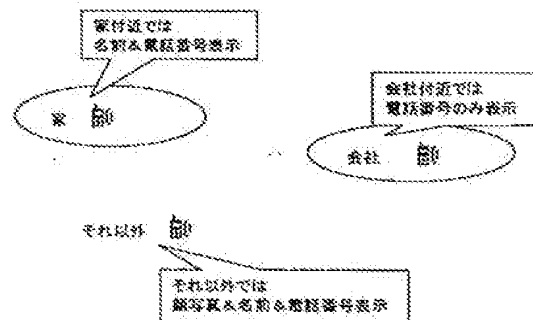 家付近では
名前&電話番号表示
家
会社付近では
電話番号のみ表示
会社
それ以外
それ以外では
顔写真&名前&電話番号表示